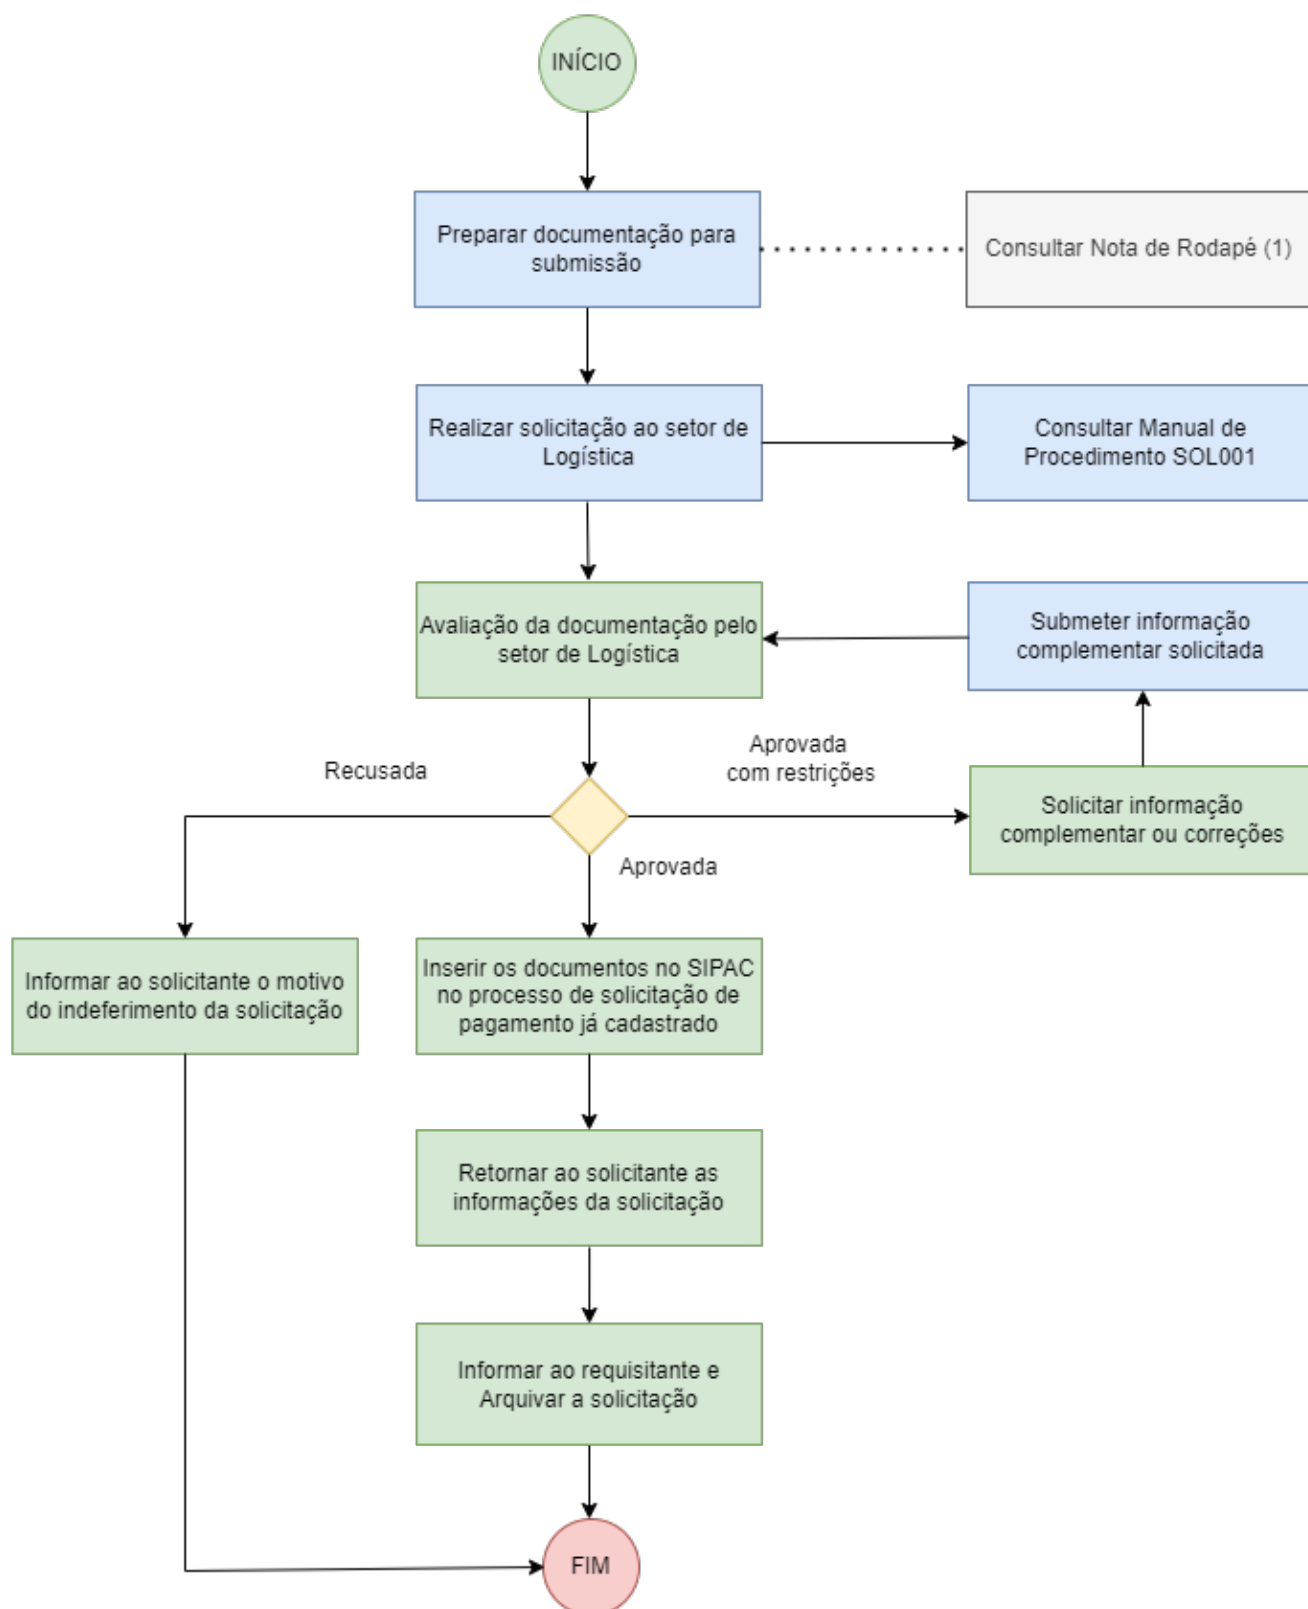 INÍCIO
Preparar documentação para
submissão
Consultar Nota de Rodapé (1)
Realizar solicitação ao setor de
Logística
Consultar Manual de
Procedimento SOL001
Avaliação da documentação pelo
setor de Logística
Submeter informação
complementar solicitada
Recusada
Aprovada
com restrições
Solicitar informação
complementar ou correções
Aprovada
Informar ao solicitante o motivo
do indeferimento da solicitação
Inserir os documentos no SIPAC
no processo de solicitação de
pagamento já cadastrado
Retornar ao solicitante as
informações da solicitação
Informar ao requisitante e
Arquivar a solicitação
FIM